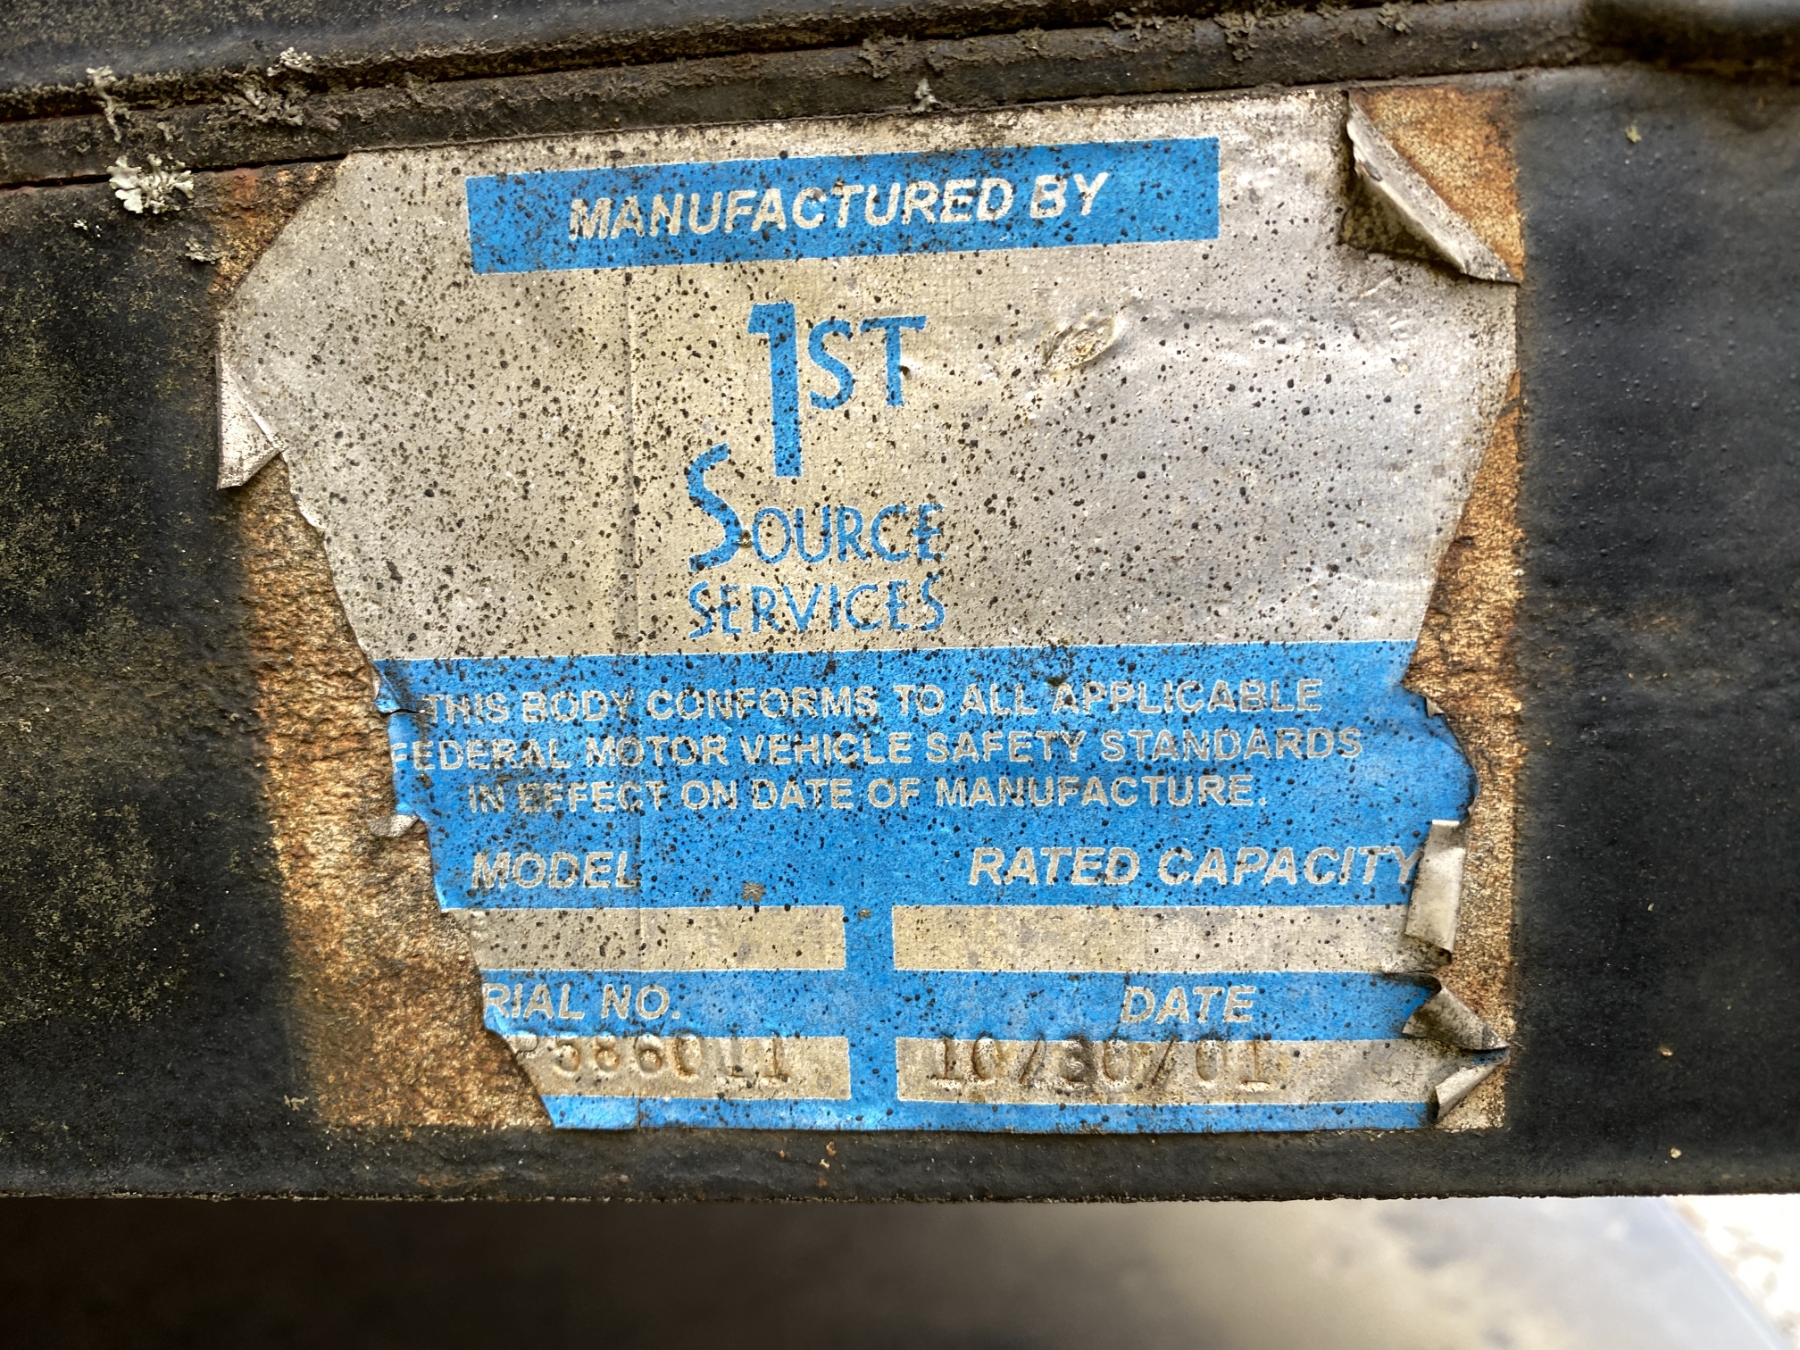 MANUFACTURED BY
1ST
SOURCE
SERVICES
THIS BODY CONFORMS TO ALL APPLICABLE
FEDERAL MOTOR VEHICLE SAFETY STANDARDS
IN EFFECT ON DATE OF MANUFACTURE.
MODEL RATED CAPACITY
RIAL NO. DATE
10/30/01